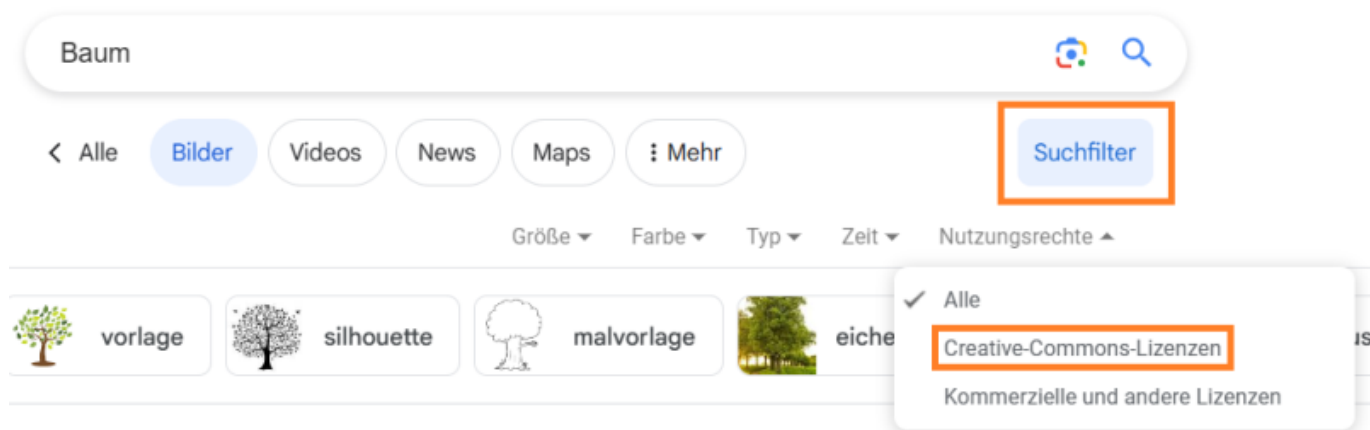 Baum
Alle Bilder Videos News Maps Mehr Suchfilter
Größe Farbe Typ Zeit Nutzungsrechte
Alle
vorlage silhouette malvorlage eiche
Creative-Commons-Lizenzen
Kommerzielle und andere Lizenzen